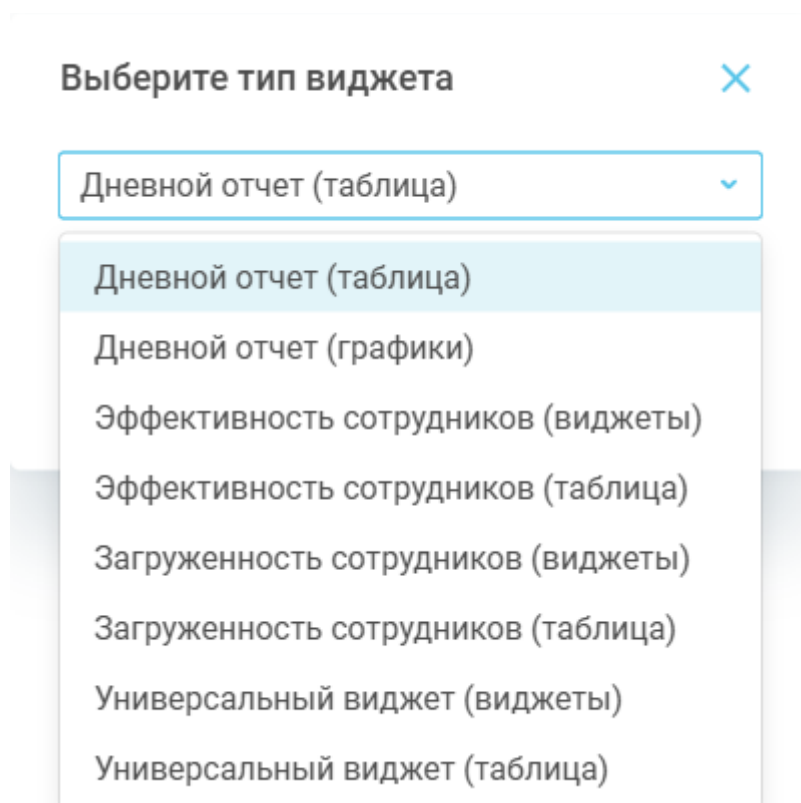 Выберите тип виджета
Дневной отчет (таблица)
Дневной отчет (таблица)
Дневной отчет (графики)
Эффективность сотрудников (виджеты)
Эффективность сотрудников (таблица)
Загруженность сотрудников (виджеты)
Загруженность сотрудников (таблица)
Универсальный виджет (виджеты)
Универсальный виджет (таблица)